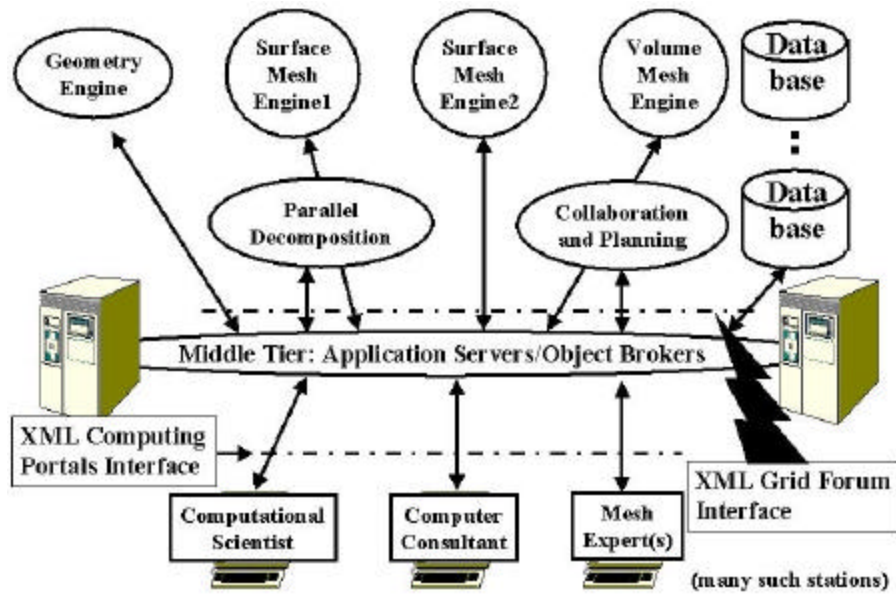 Geometry
Engine
Surface
Mesh
Engine1
Surface
Mesh
Engine2
Volume
Mesh
Engine
Data
base
Data
base
Parallel
Decomposition
Collaboration
and Planning
Middle Tier: Application Servers/Object Brokers
XML Computing
Portals Interface
XML Grid Forum
Interface
Computational
Scientist
Computer
Consultant
Mesh
Expert(s)
(many such stations)